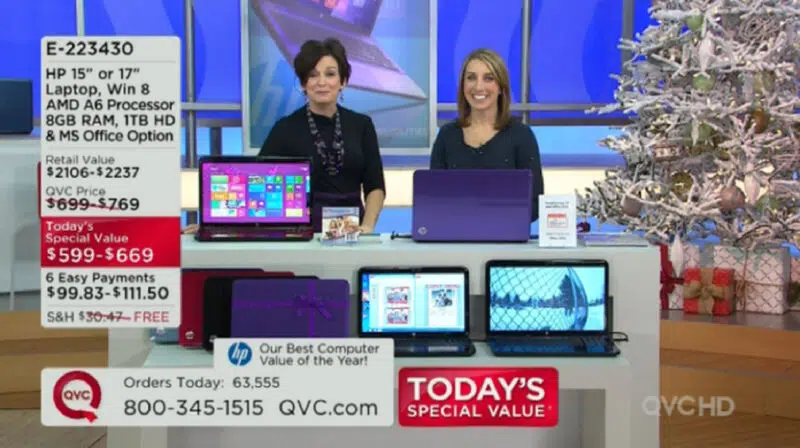 E-223430
HP 15" or 17"
Laptop, Win 8
AMD A6 Processor
8GB RAM, 1TB HD
& MS Office Option
Retail Value
$2106-$2237
QVC Price
$699-$769
Today's
Special Value
$599-$669
6 Easy Payments
$99.83-$111.50
S&H $30.47 FREE
hp
Our Best Computer
Value of the Year!
QVC
Orders Today: 63,555
800-345-1515 QVC.com
TODAY'S
SPECIAL VALUE
QVCHD
hp